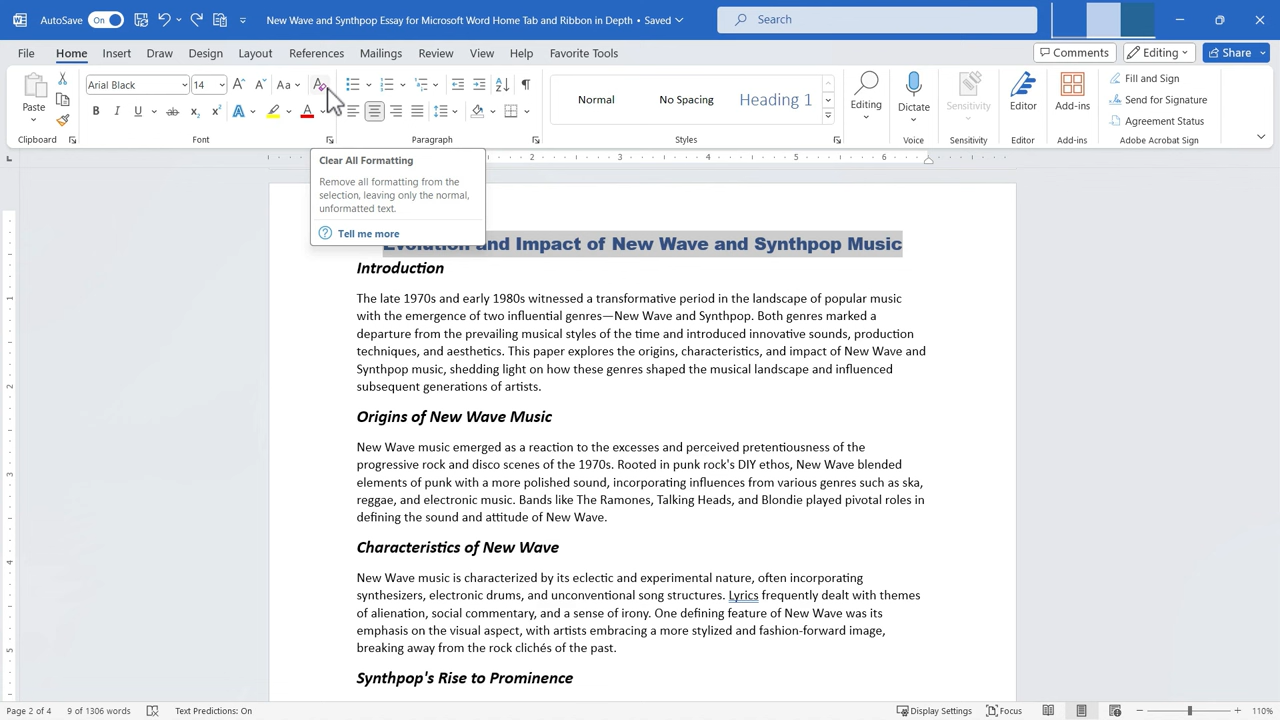 AutoSave On New Wave and Synthpop Essay for Microsoft Word Home Tab and Ribbon in Depth • Saved Search
File Home Insert Draw Design Layout References Mailings Review View Help Favorite Tools Comments Editing Share
Arial Black 14 Aa Normal No Spacing Heading 1 Fill and Sign
Paste Editing Dictate Sensitivity Editor Add-ins Send for Signature
B I U ab x₂ x² A A Agreement Status
Clipboard Font Paragraph Styles Voice Sensitivity Editor Add-ins Adobe Acrobat Sign
2 3 4 5 6
Clear All Formatting
Remove all formatting from the
selection, leaving only the normal,
unformatted text.
Tell me more
Evolution and Impact of New Wave and Synthpop Music
Introduction
The late 1970s and early 1980s witnessed a transformative period in the landscape of popular music
with the emergence of two influential genres—New Wave and Synthpop. Both genres marked a
departure from the prevailing musical styles of the time and introduced innovative sounds, production
techniques, and aesthetics. This paper explores the origins, characteristics, and impact of New Wave and
Synthpop music, shedding light on how these genres shaped the musical landscape and influenced
subsequent generations of artists.
Origins of New Wave Music
New Wave music emerged as a reaction to the excesses and perceived pretentiousness of the
progressive rock and disco scenes of the 1970s. Rooted in punk rock's DIY ethos, New Wave blended
elements of punk with a more polished sound, incorporating influences from various genres such as ska,
reggae, and electronic music. Bands like The Ramones, Talking Heads, and Blondie played pivotal roles in
defining the sound and attitude of New Wave.
Characteristics of New Wave
New Wave music is characterized by its eclectic and experimental nature, often incorporating
synthesizers, electronic drums, and unconventional song structures. Lyrics frequently dealt with themes
of alienation, social commentary, and a sense of irony. One defining feature of New Wave was its
emphasis on the visual aspect, with artists embracing a more stylized and fashion-forward image,
breaking away from the rock clichés of the past.
Synthpop's Rise to Prominence
Page 2 of 4 9 of 1306 words Text Predictions: On Display Settings Focus 110%